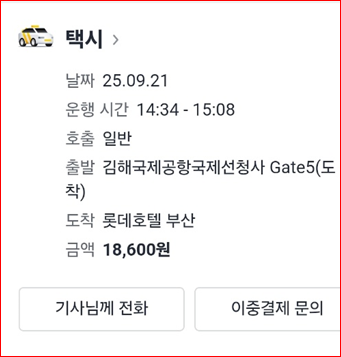 택시 >
날짜 25.09.21
운행 시간 14:34 - 15:08
호출 일반
출발 김해국제공항국제선청사 Gate5(도
착)
도착 롯데호텔 부산
금액 18,600원
기사님께 전화 이중결제 문의